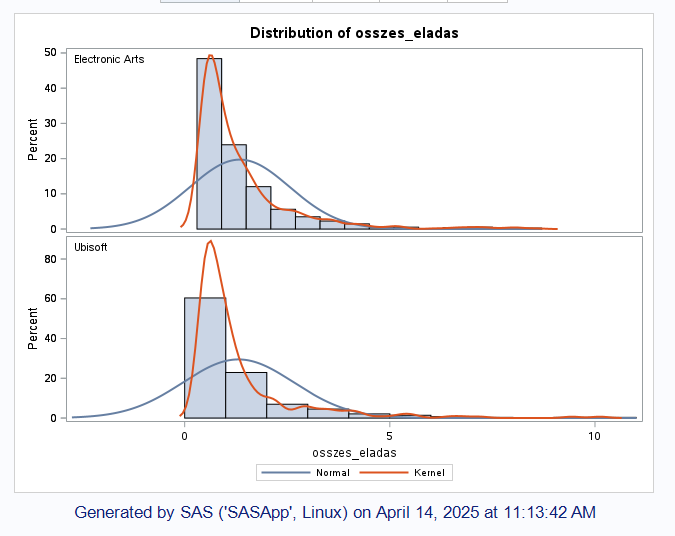 Distribution of osszes_eladas
Electronic Arts
50
40
30
20
10
0
Percent
Ubisoft
80
60
40
20
0
Percent
0 5 10
osszes_eladas
Normal Kernel
Generated by SAS ('SASApp', Linux) on April 14, 2025 at 11:13:42 AM